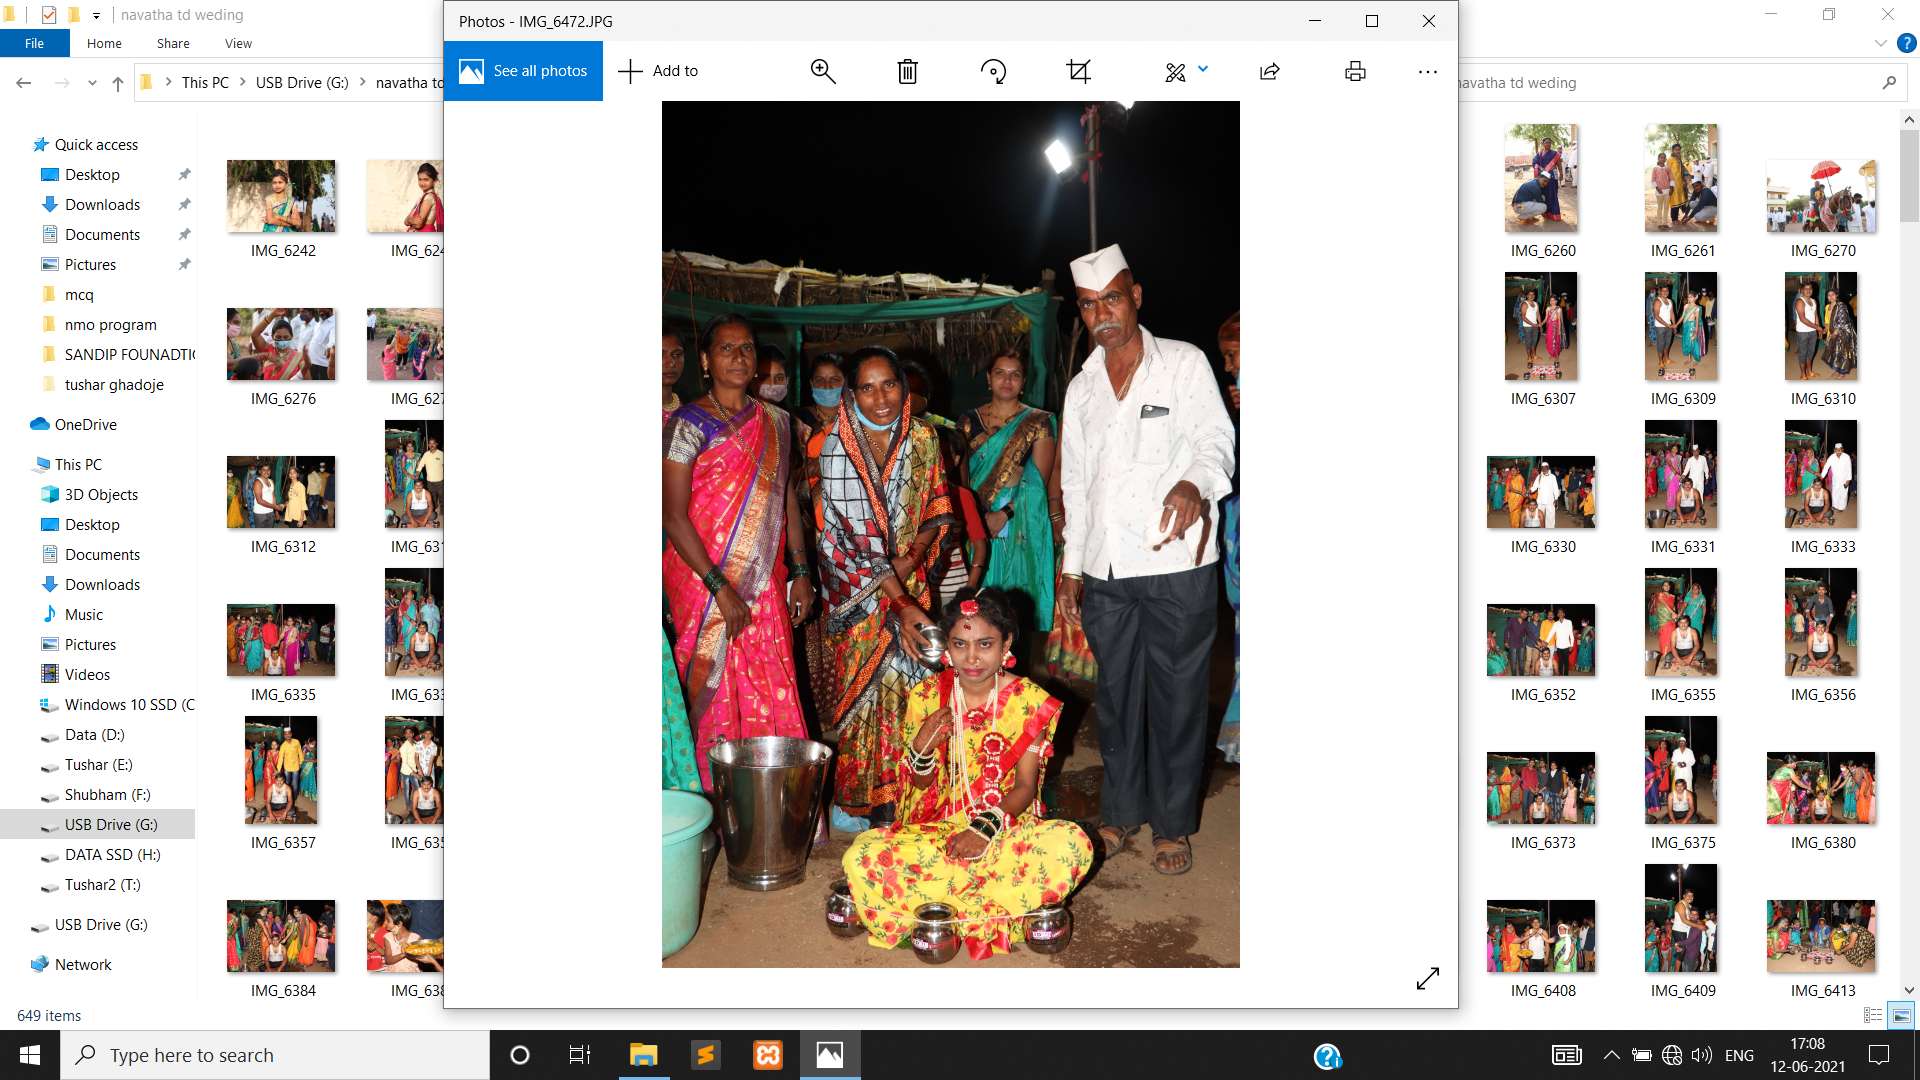 navatha td weding
Photos - IMG_6472.JPG
File
Home
Share
View
See all photos
Add to
This PC
USB Drive (G:)
navatha td
navatha td weding
Quick access
Desktop
Downloads
Documents
Pictures
mcq
nmo program
SANDIP FOUNADTI
tushar ghadoje
OneDrive
This PC
3D Objects
Desktop
Documents
Downloads
Music
Pictures
Videos
Windows 10 SSD (C
Data (D:)
Tushar (E:)
Shubham (F:)
USB Drive (G:)
DATA SSD (H:)
Tushar2 (T:)
USB Drive (G:)
Network
IMG_6242
IMG_624
IMG_6260
IMG_6261
IMG_6270
IMG_6276
IMG_627
IMG_6307
IMG_6309
IMG_6310
IMG_6312
IMG_631
IMG_6330
IMG_6331
IMG_6333
IMG_6335
IMG_633
IMG_6352
IMG_6355
IMG_6356
IMG_6357
IMG_635
IMG_6373
IMG_6375
IMG_6380
IMG_6384
IMG_638
IMG_6408
IMG_6409
IMG_6413
649 items
Type here to search
ENG
17:08
12-06-2021